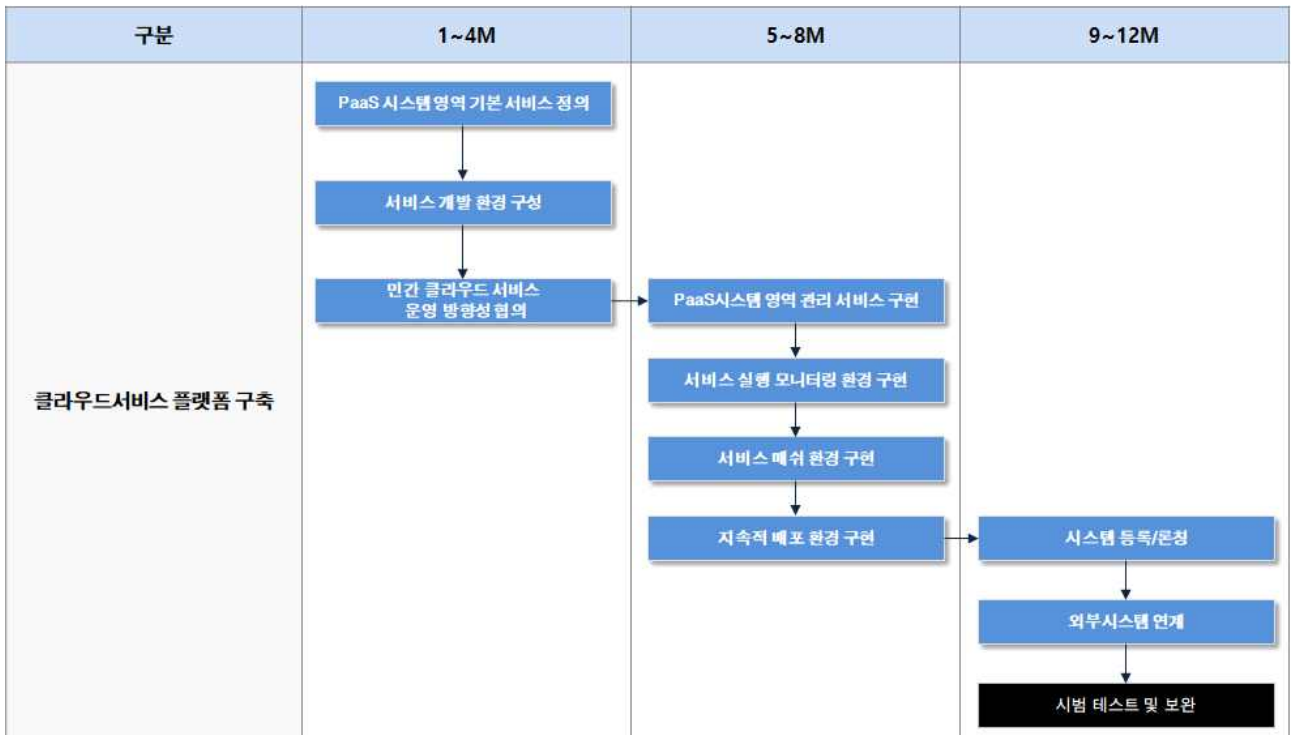 구분
1~4M
5~8M
9~12M
클라우드서비스 플랫폼 구축
PaaS 시스템 영역 기본 서비스 정의
서비스 개발 환경 구성
민간 클라우드 서비스
운영 방향성 협의
PaaS시스템 영역 관리 서비스 구현
서비스 실행 모니터링 환경 구현
서비스 매쉬 환경 구현
지속적 배포 환경 구현
시스템 등록/론칭
외부시스템 연계
시범 테스트 및 보완